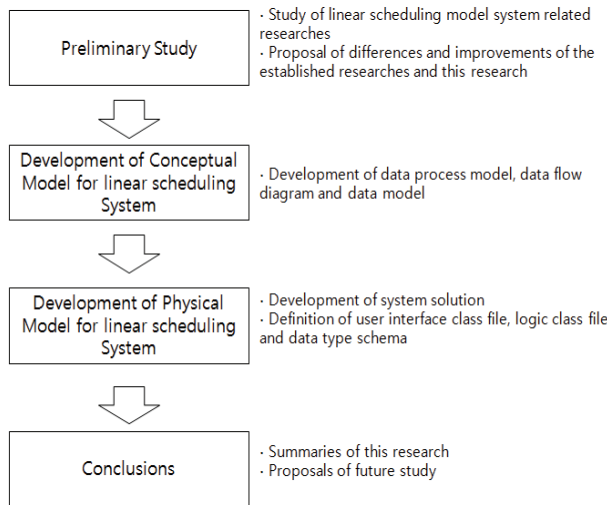 Preliminary Study
· Study of linear scheduling model system related
researches
· Proposal of differences and improvements of the
established researches and this research
Development of Conceptual
Model for linear scheduling
System
· Development of data process model, data flow
diagram and data model
Development of Physical
Model for linear scheduling
System
· Development of system solution
· Definition of user interface class file, logic class file
and data type schema
Conclusions
· Summaries of this research
· Proposals of future study